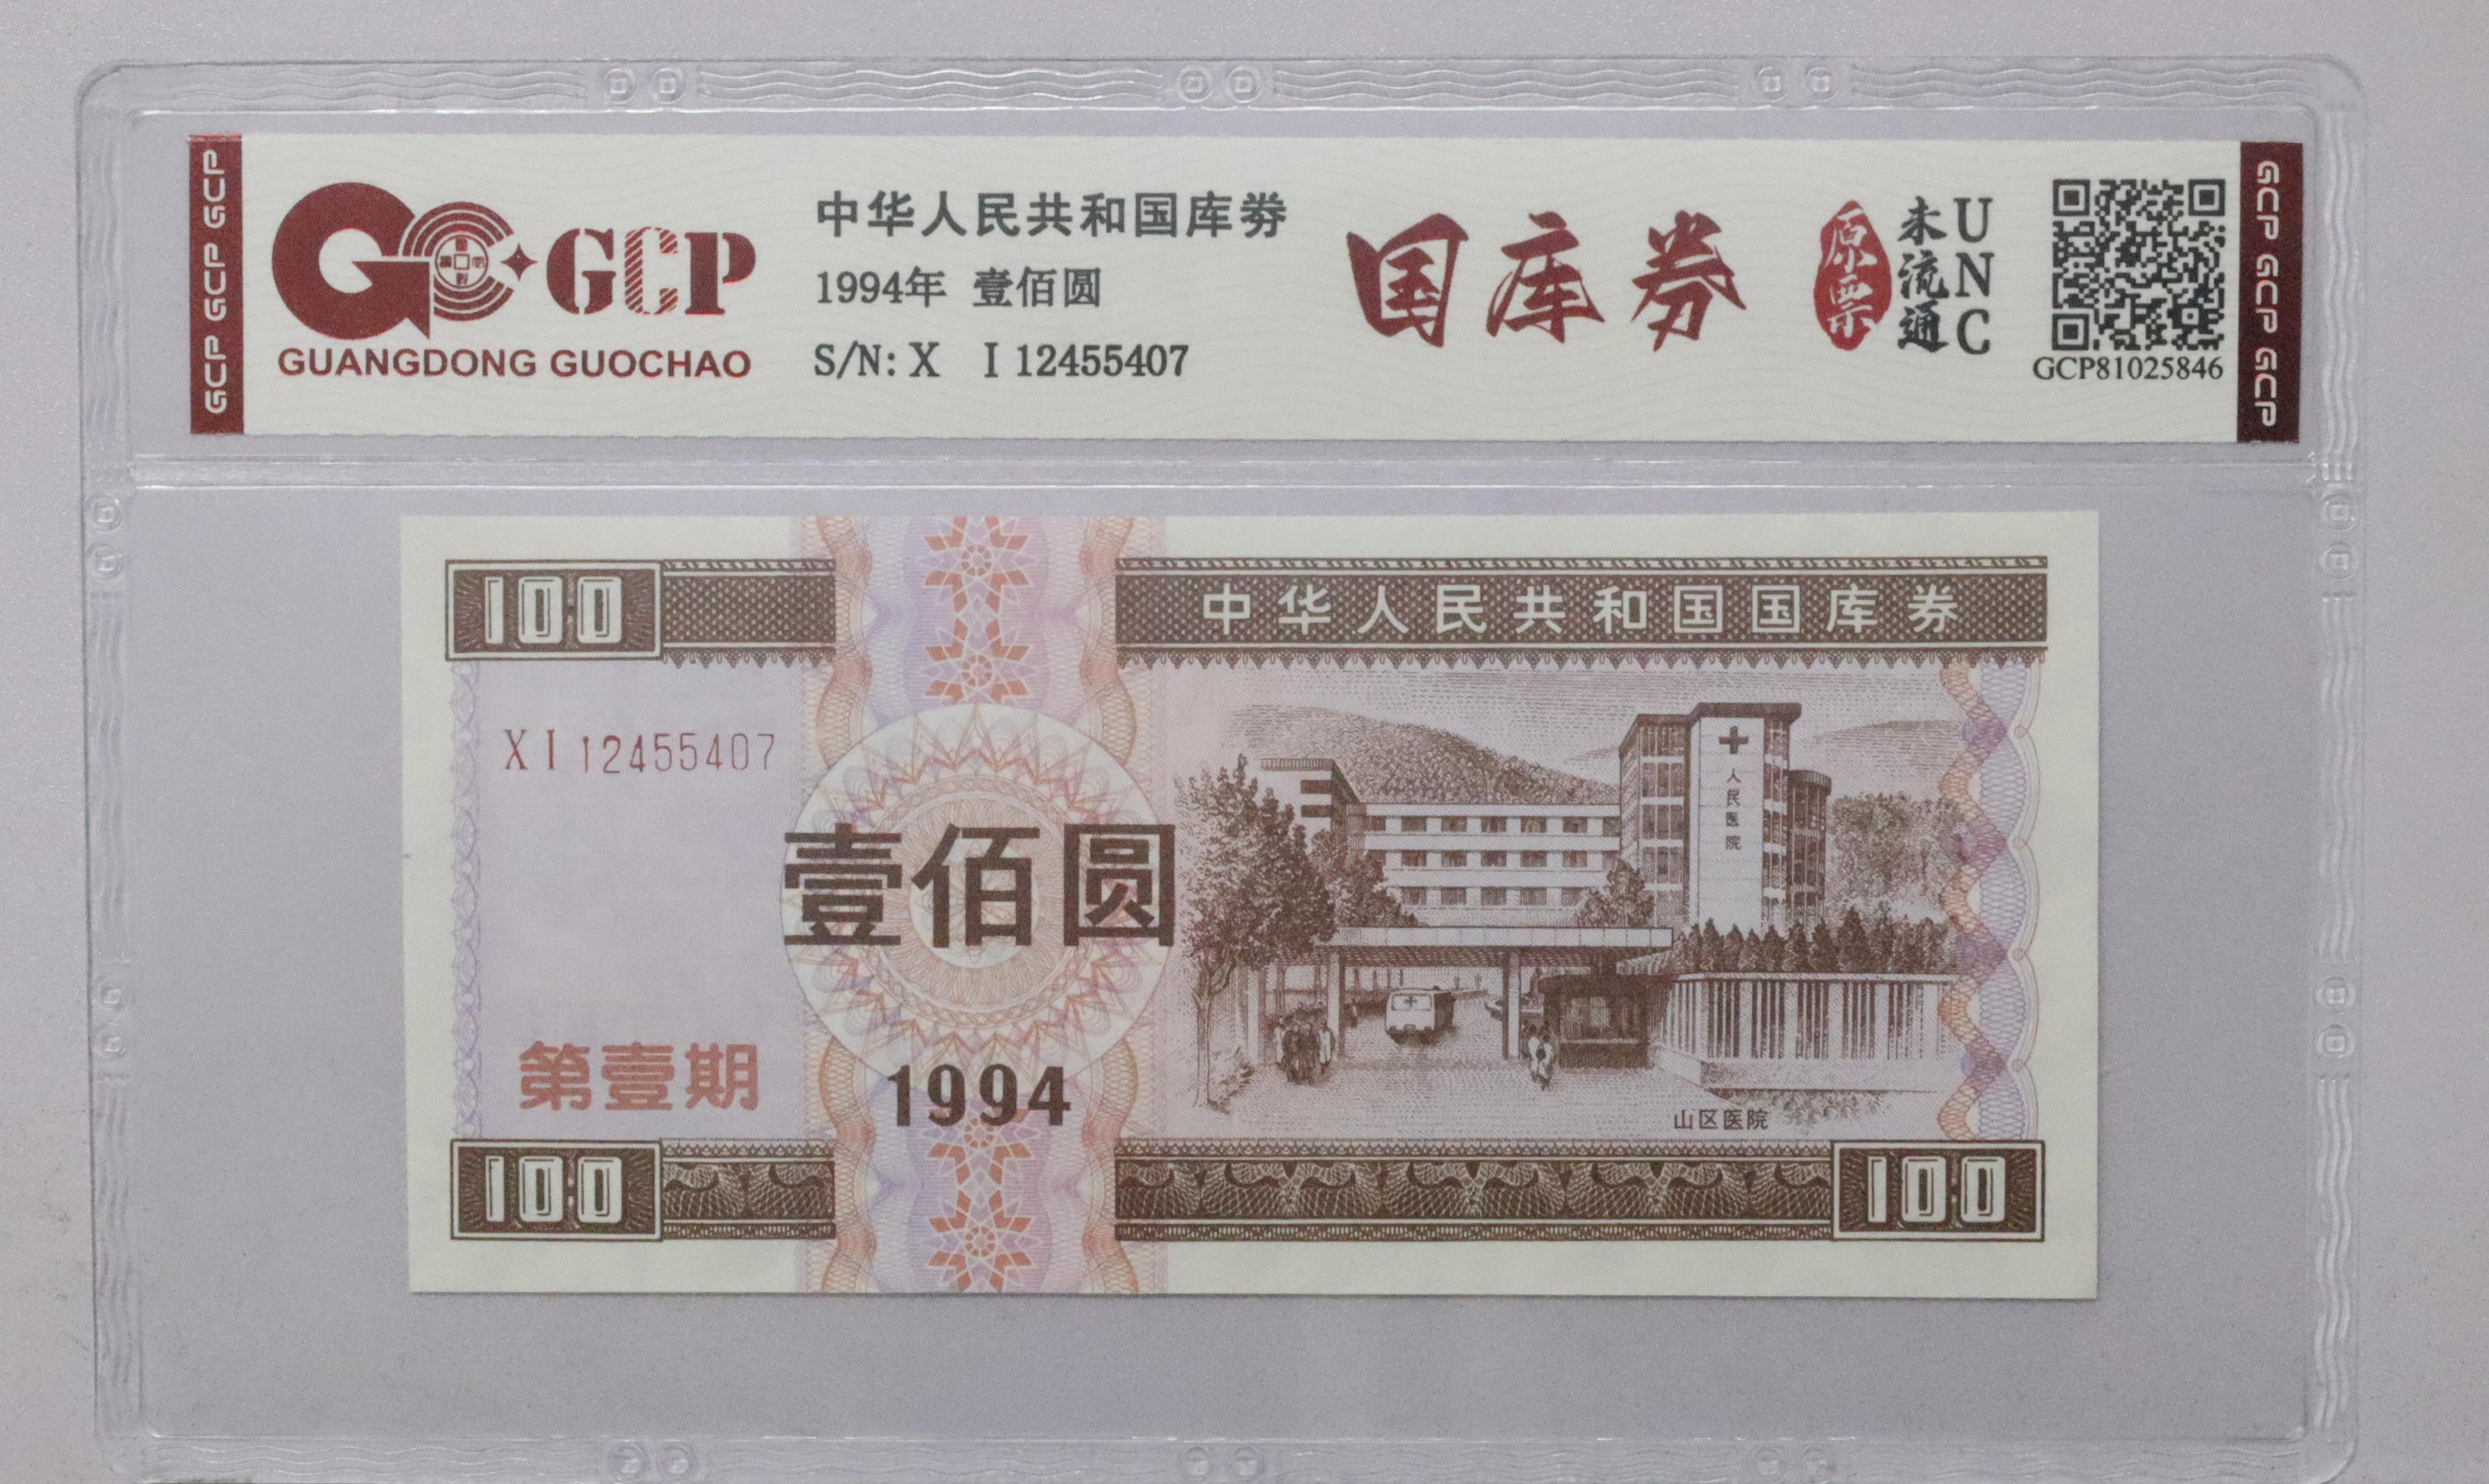 GCP GCP GCP
GCP
GUANGDONG GUOCHAO
中华人民共和国库券
1994年 壹佰圆
S/N: X I 12455407
国库券
原票
未流通
UNC
GCP81025846
GCP GCP GCP
100
中华人民共和国国库券
X I 12455407
人民医院
壹佰圆
第壹期
1994
山区医院
100
100